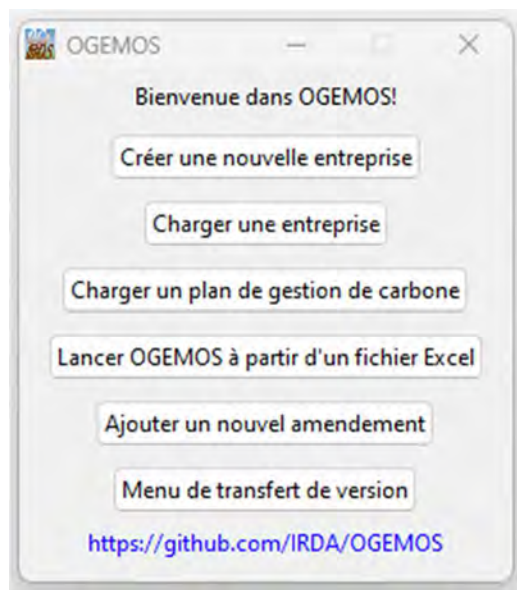 OGEMOS
Bienvenue dans OGEMOS!
Créer une nouvelle entreprise
Charger une entreprise
Charger un plan de gestion de carbone
Lancer OGEMOS à partir d'un fichier Excel
Ajouter un nouvel amendement
Menu de transfert de version
https://github.com/IRDA/OGEMOS